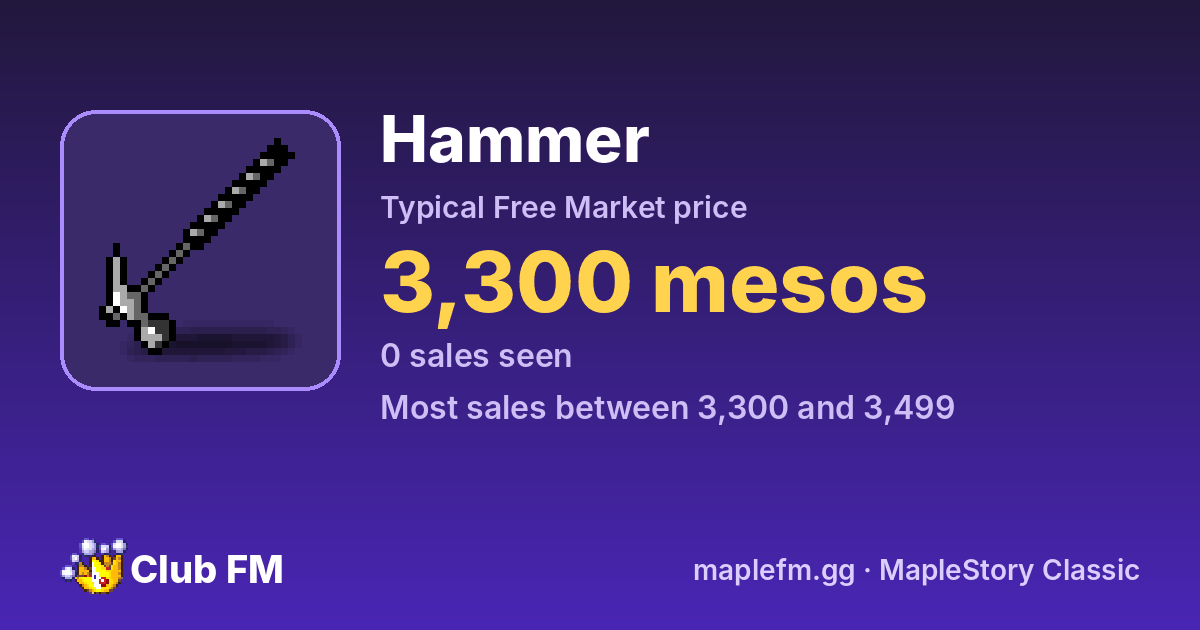 Hammer
Typical Free Market price
3,300 mesos
0 sales seen
Most sales between 3,300 and 3,499
Club FM
maplefm.gg · MapleStory Classic